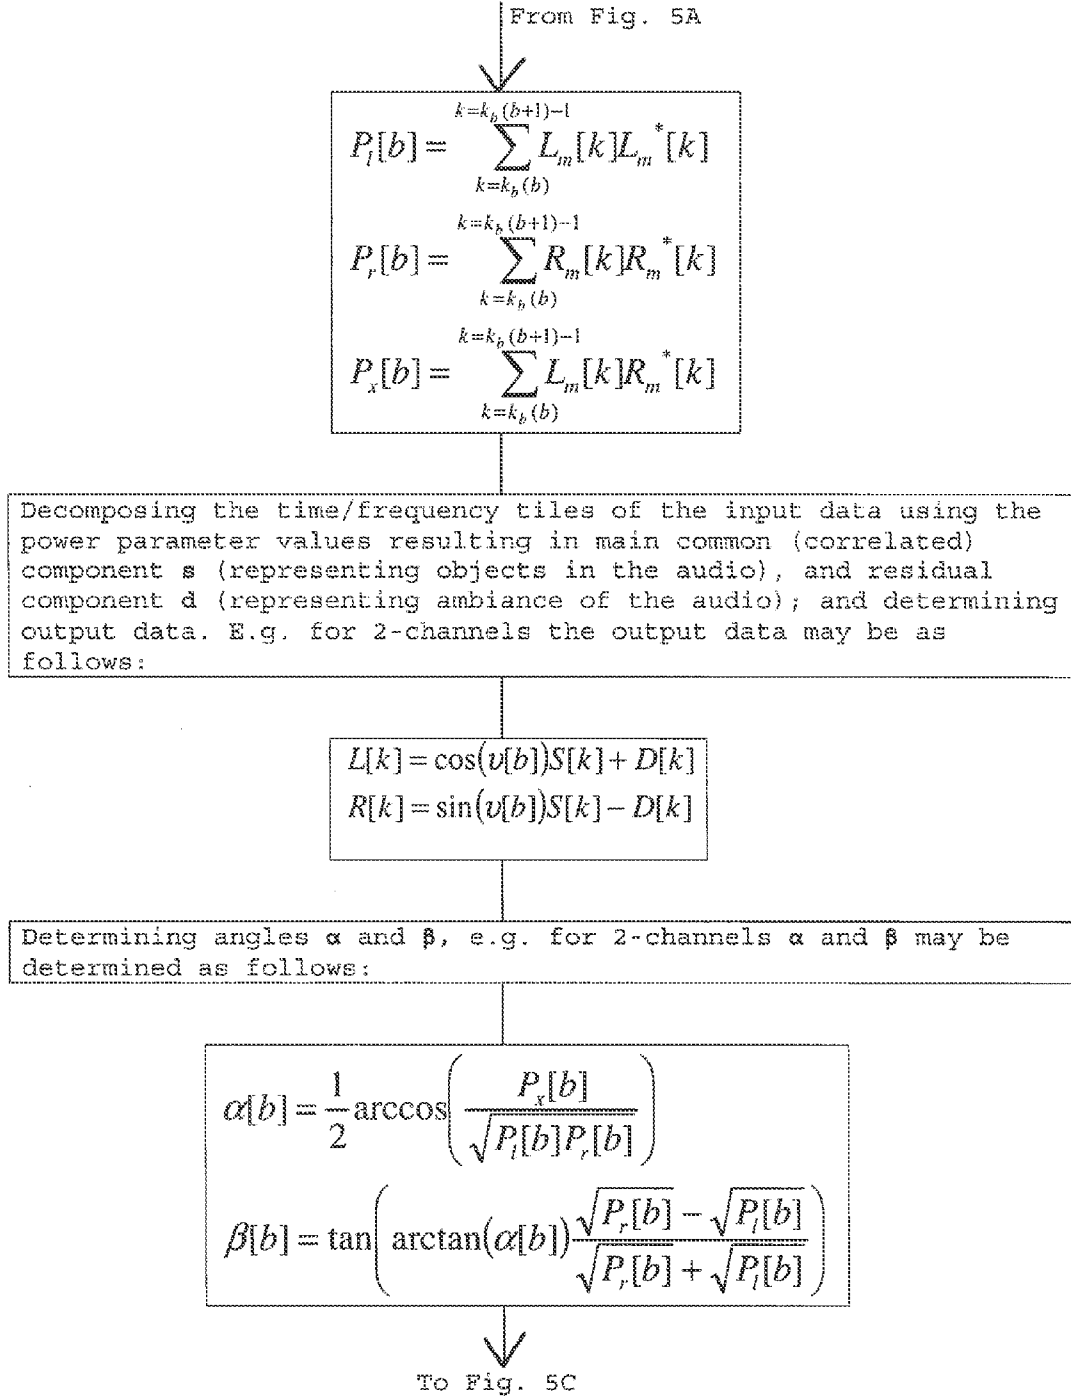 From Fig. 5A
k=k_b(b+1)−1
P_l[b] = ∑ L_m[k]L_m*[k]
k=k_b(b)
k=k_b(b+1)−1
P_r[b] = ∑ R_m[k]R_m*[k]
k=k_b(b)
k=k_b(b+1)−1
P_x[b] = ∑ L_m[k]R_m*[k]
k=k_b(b)
Decomposing the time/frequency tiles of the input data using the
power parameter values resulting in main common (correlated)
component s (representing objects in the audio), and residual
component d (representing ambiance of the audio); and determining
output data. E.g. for 2-channels the output data may be as
follows:
L[k] = cos(υ[b])S[k] + D[k]
R[k] = sin(υ[b])S[k] − D[k]
Determining angles α and β, e.g. for 2-channels α and β may be
determined as follows:
α[b] = 1/2 arccos(P_x[b] / √(P_l[b]P_r[b]))
β[b] = tan(arctan(α[b]) (√P_r[b] − √P_l[b]) / (√P_r[b] + √P_l[b]))
To Fig. 5C